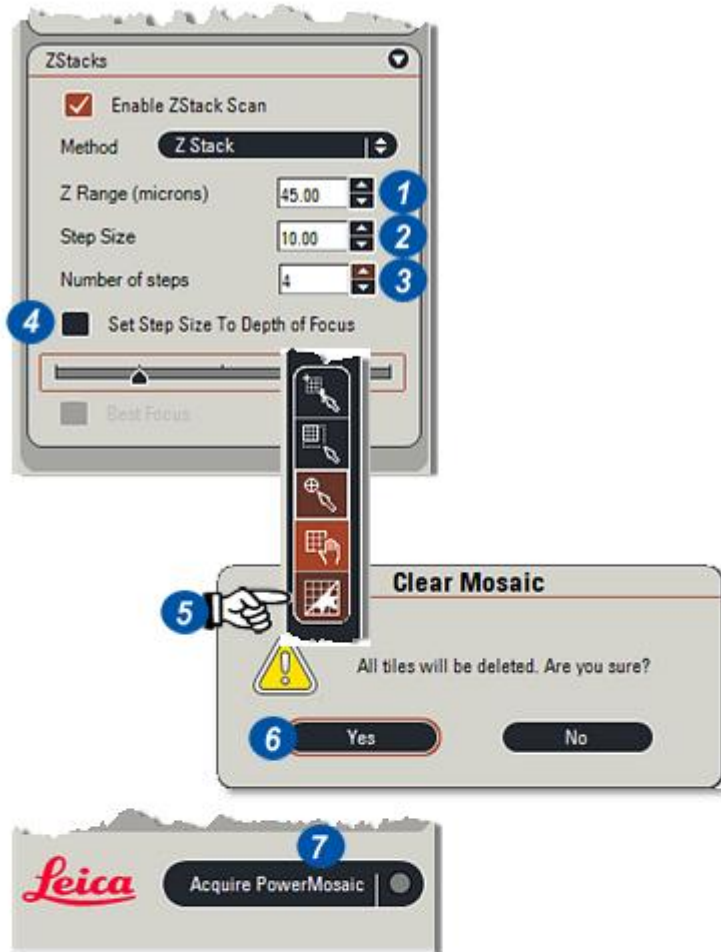 ZStacks
Enable ZStack Scan
Method Z Stack
Z Range (microns) 45.00 1
Step Size 10.00 2
Number of steps 4 3
4 Set Step Size To Depth of Focus
Best Focus
Clear Mosaic
5
All tiles will be deleted. Are you sure?
6 Yes No
7
Leica Acquire PowerMosaic